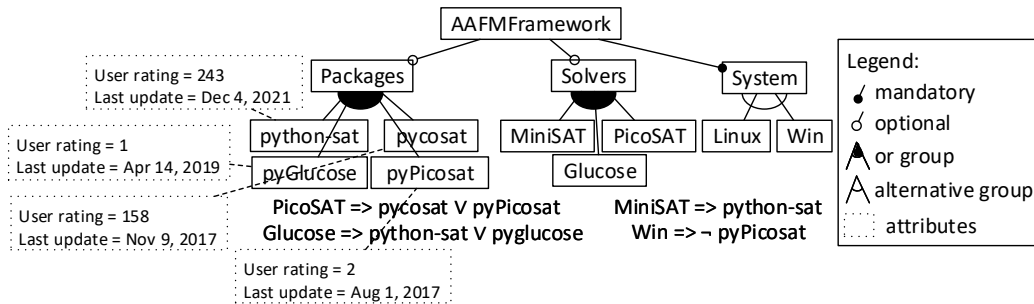 AAFMFramework
Packages
Solvers
System
python-sat
pycosat
pyGlucose
pyPicosat
MiniSAT
PicoSAT
Glucose
Linux
Win
User rating = 243
Last update = Dec 4, 2021
User rating = 1
Last update = Apr 14, 2019
User rating = 158
Last update = Nov 9, 2017
User rating = 2
Last update = Aug 1, 2017
PicoSAT => pycosat V pyPicosat
Glucose => python-sat V pyglucose
MiniSAT => python-sat
Win => ¬ pyPicosat
Legend:
mandatory
optional
or group
alternative group
attributes